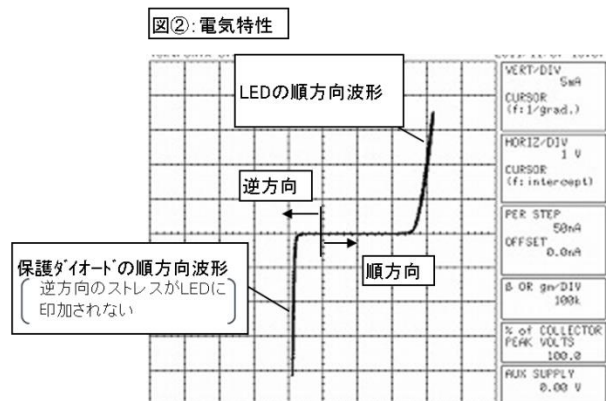 図②:電気特性
LEDの順方向波形
逆方向
順方向
保護ﾀﾞｲｵｰﾄﾞの順方向波形
逆方向のストレスがLEDに
印加されない
VERT/DIV
5mA
CURSOR
(f:1/grad.)
HORIZ/DIV
1 V
CURSOR
(f:intercept)
PER STEP
50nA
OFFSET
0.0nA
ß OR gm/DIV
100k
% of COLLECTOR
PEAK VOLTS
100.0
AUX SUPPLY
0.00 V